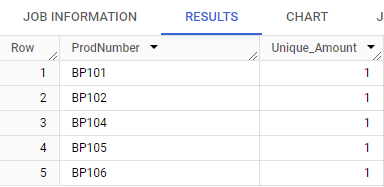 JOB INFORMATION RESULTS CHART J
Row ProdNumber Unique_Amount
1 BP101 1
2 BP102 1
3 BP104 1
4 BP105 1
5 BP106 1